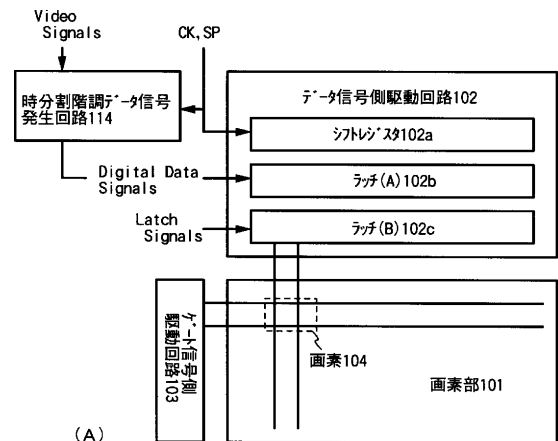 Video
Signals
CK,SP
時分割階調データ信号
発生回路114
データ信号側駆動回路102
シフトレジスタ102a
Digital Data
Signals
ラッチ(A)102b
Latch
Signals
ラッチ(B)102c
ゲート信号側
駆動回路103
画素104
画素部101
(A)